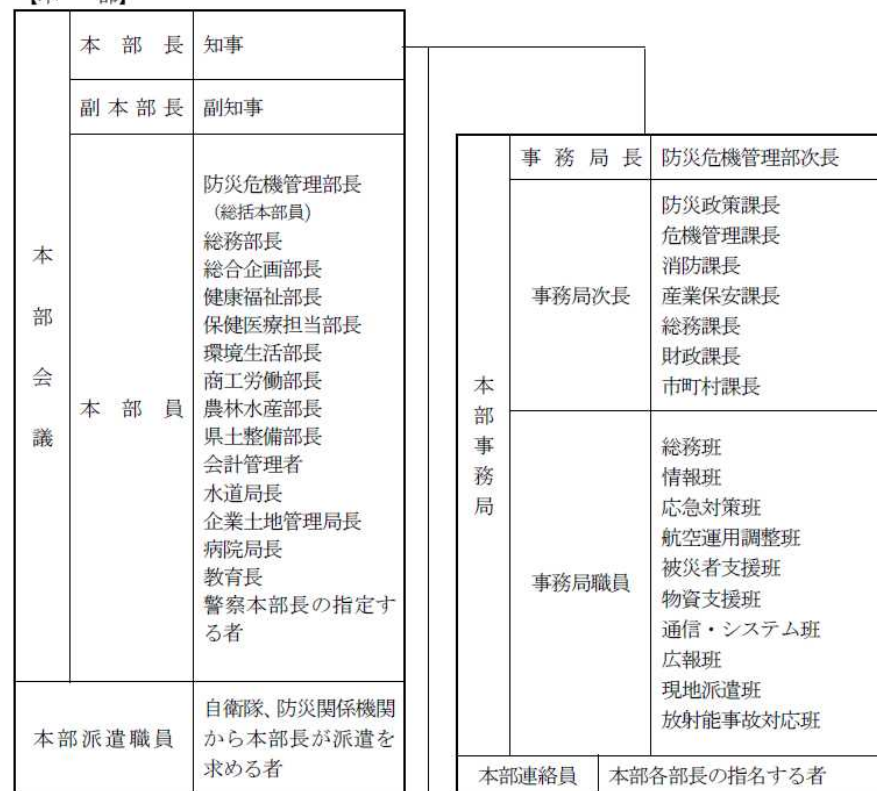 本部長 知事
副本部長 副知事
本部会議
本部員
防災危機管理部長
(総括本部員)
総務部長
総合企画部長
健康福祉部長
保健医療担当部長
環境生活部長
商工労働部長
農林水産部長
県土整備部長
会計管理者
水道局長
企業土地管理局長
病院局長
教育長
警察本部長の指定す
る者
本部派遣職員
自衛隊、防災関係機関
から本部長が派遣を
求める者
本部事務局
事務局長 防災危機管理部次長
事務局次長
防災政策課長
危機管理課長
消防課長
産業保安課長
総務課長
財政課長
市町村課長
事務局職員
総務班
情報班
応急対策班
航空運用調整班
被災者支援班
物資支援班
通信・システム班
広報班
現地派遣班
放射能事故対応班
本部連絡員 本部各部長の指名する者